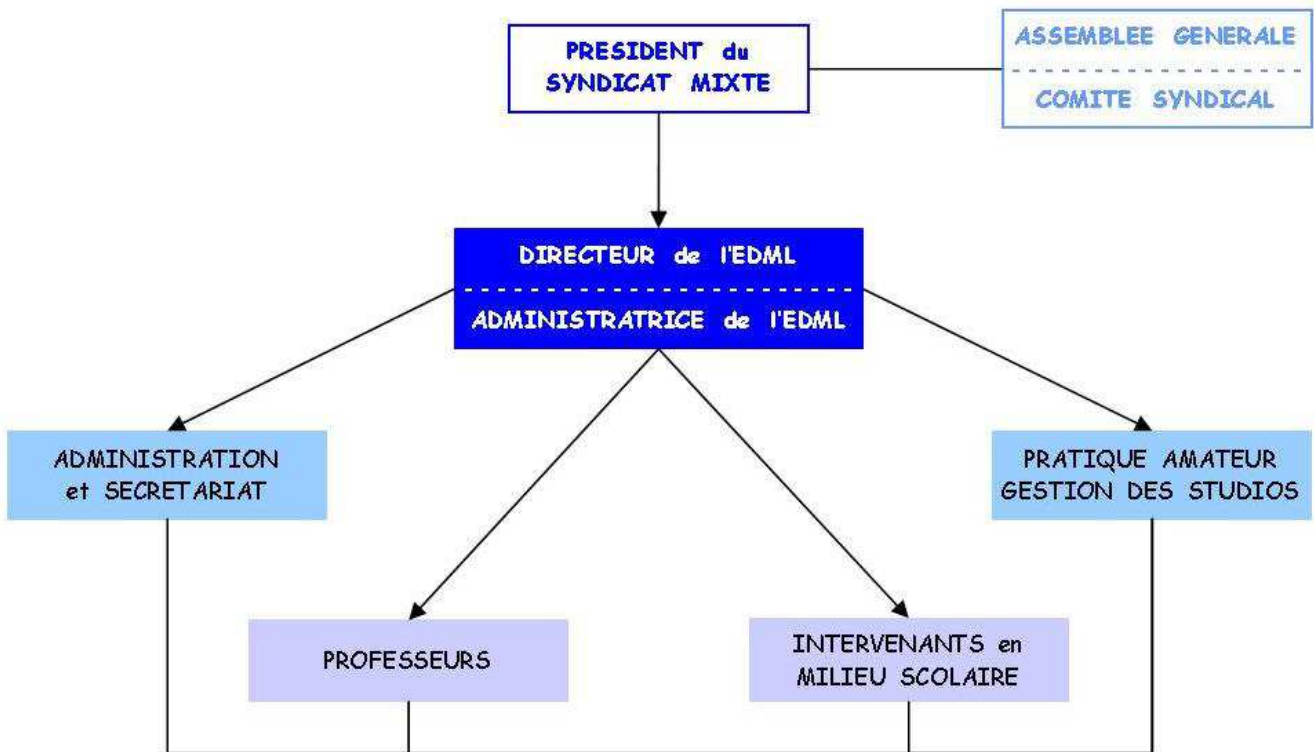 PRESIDENT du
SYNDICAT MIXTE
ASSEMBLEE GENERALE
COMITE SYNDICAL
DIRECTEUR de l'EDML
ADMINISTRATRICE de l'EDML
ADMINISTRATION
et SECRETARIAT
PRATIQUE AMATEUR
GESTION DES STUDIOS
PROFESSEURS
INTERVENANTS en
MILIEU SCOLAIRE